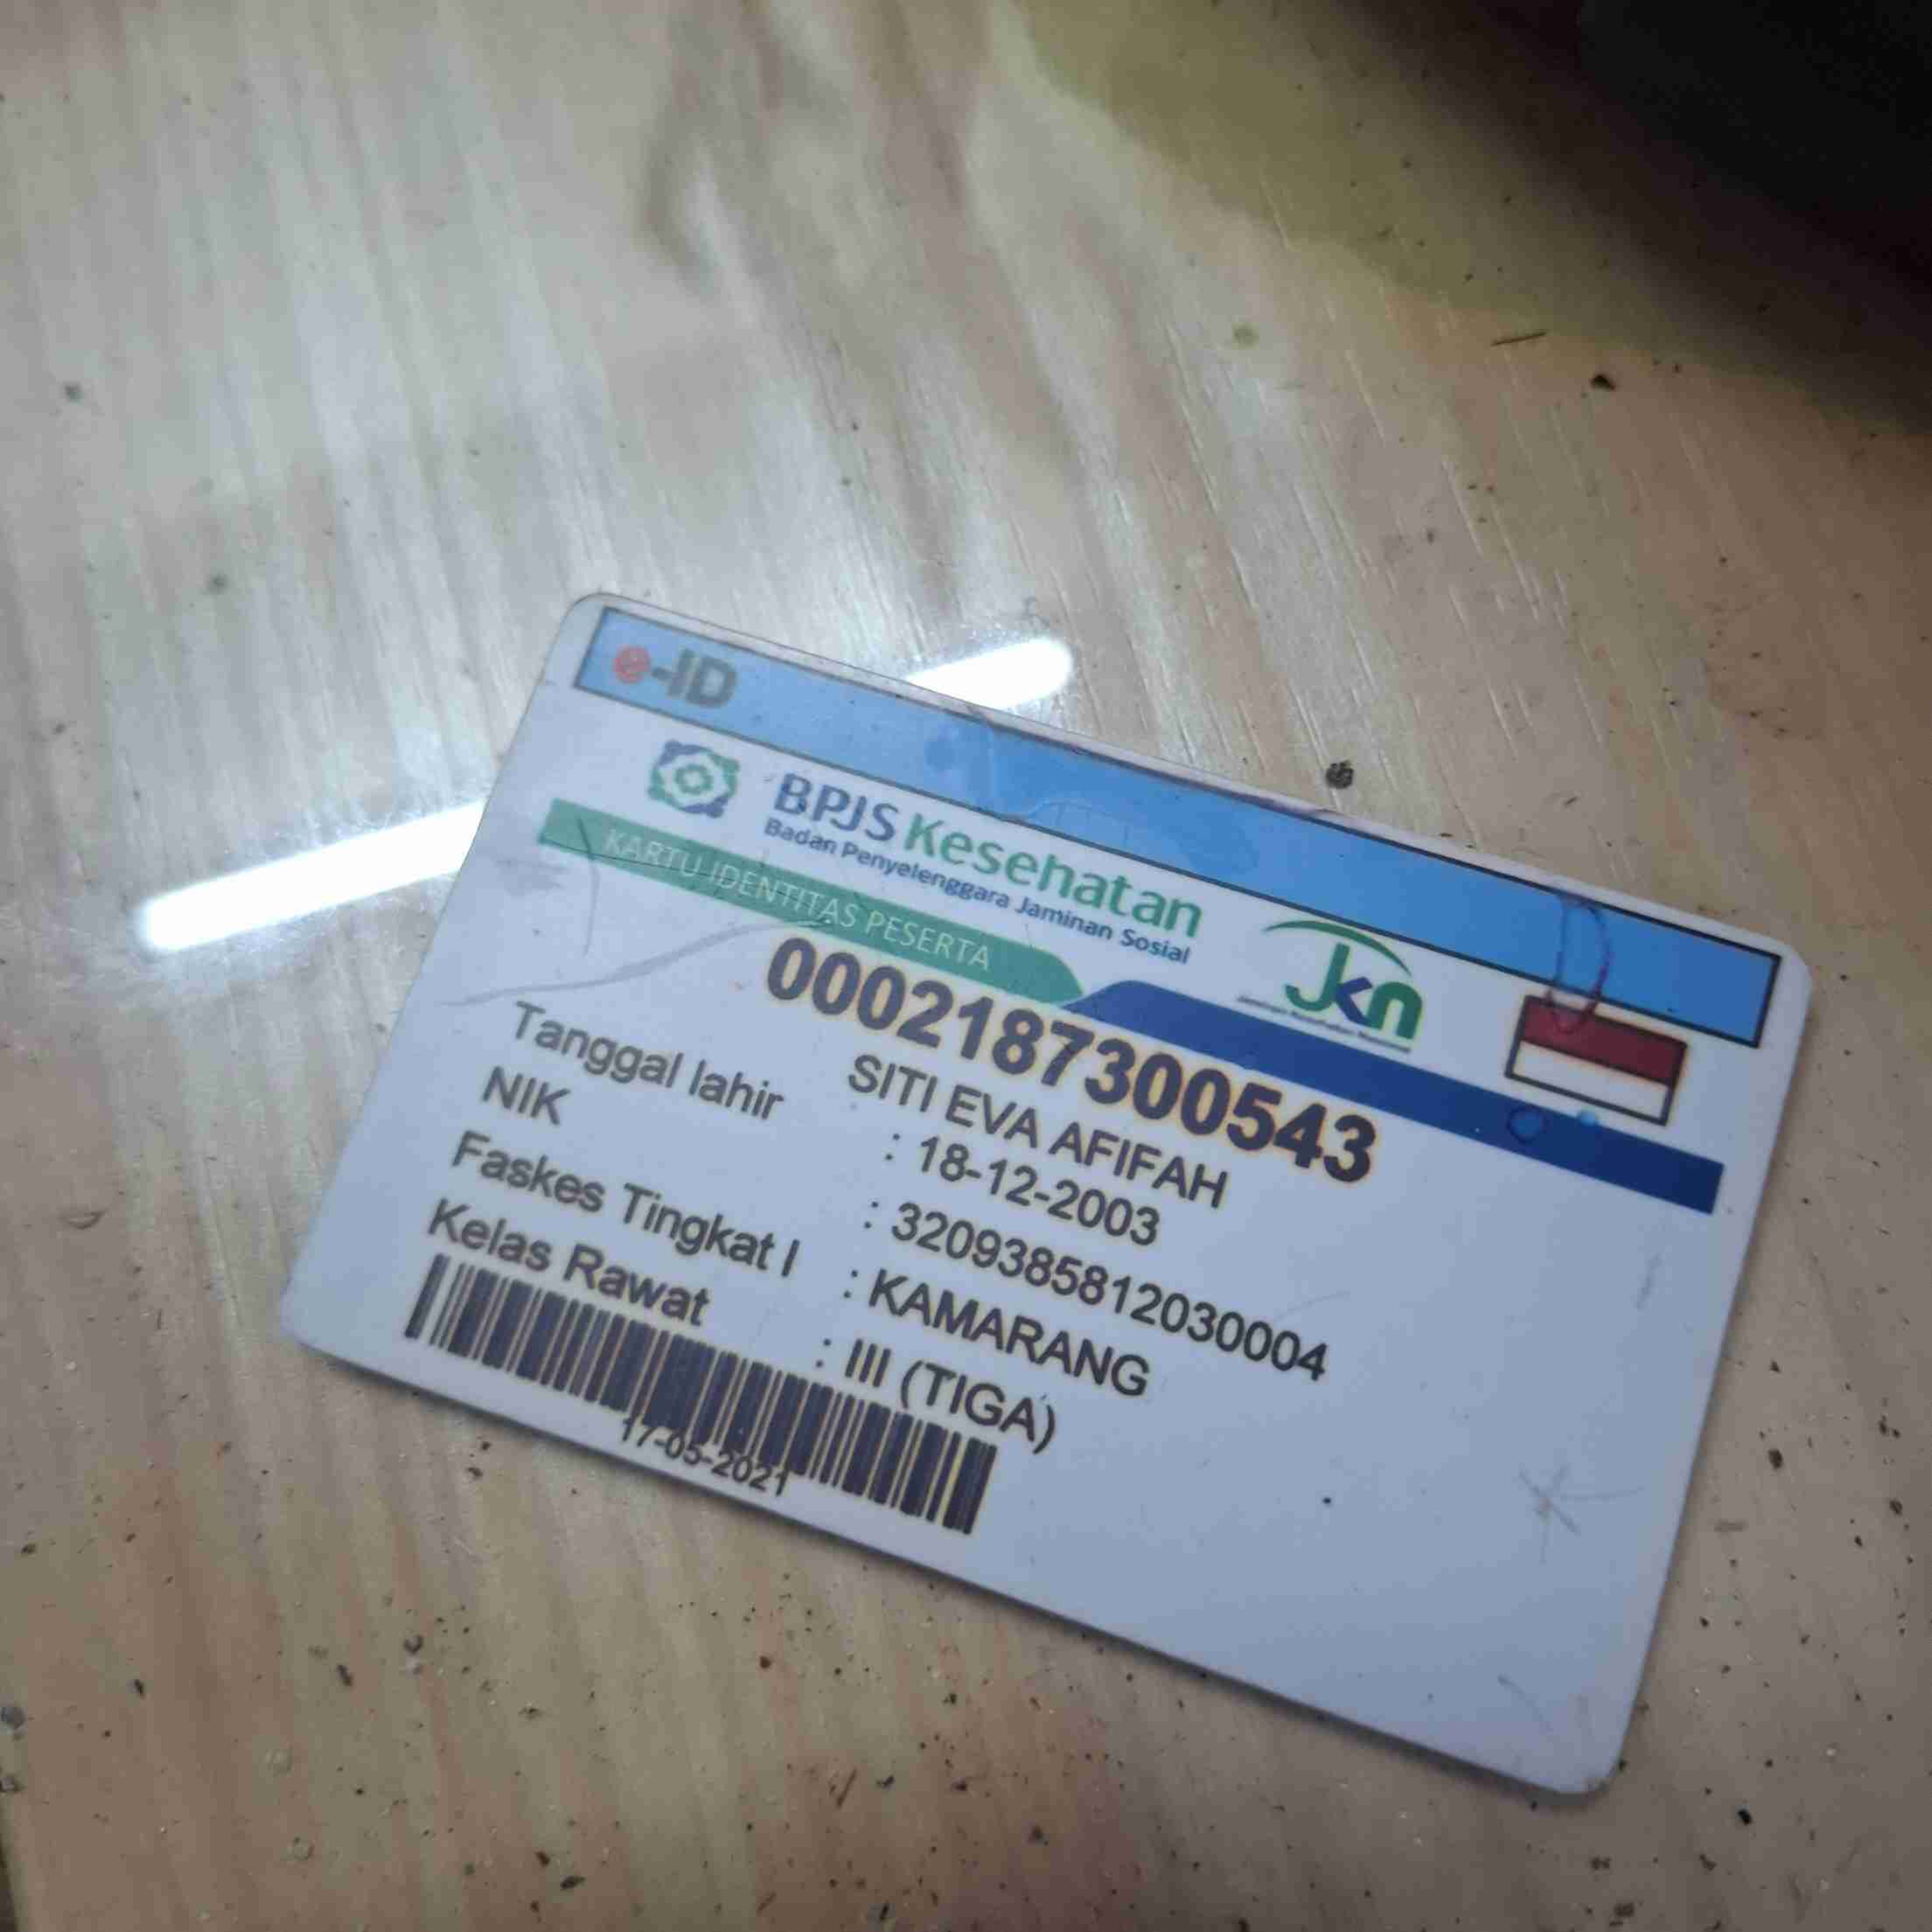 e-ID
BPJS Kesehatan
Badan Penyelenggara Jaminan Sosial
Jkn
KARTU IDENTITAS PESERTA
0002187300543
SITI EVA AFIFAH
Tanggal lahir : 18-12-2003
NIK : 3209385812030004
Faskes Tingkat I : KAMARANG
Kelas Rawat : III (TIGA)
17-05-2021